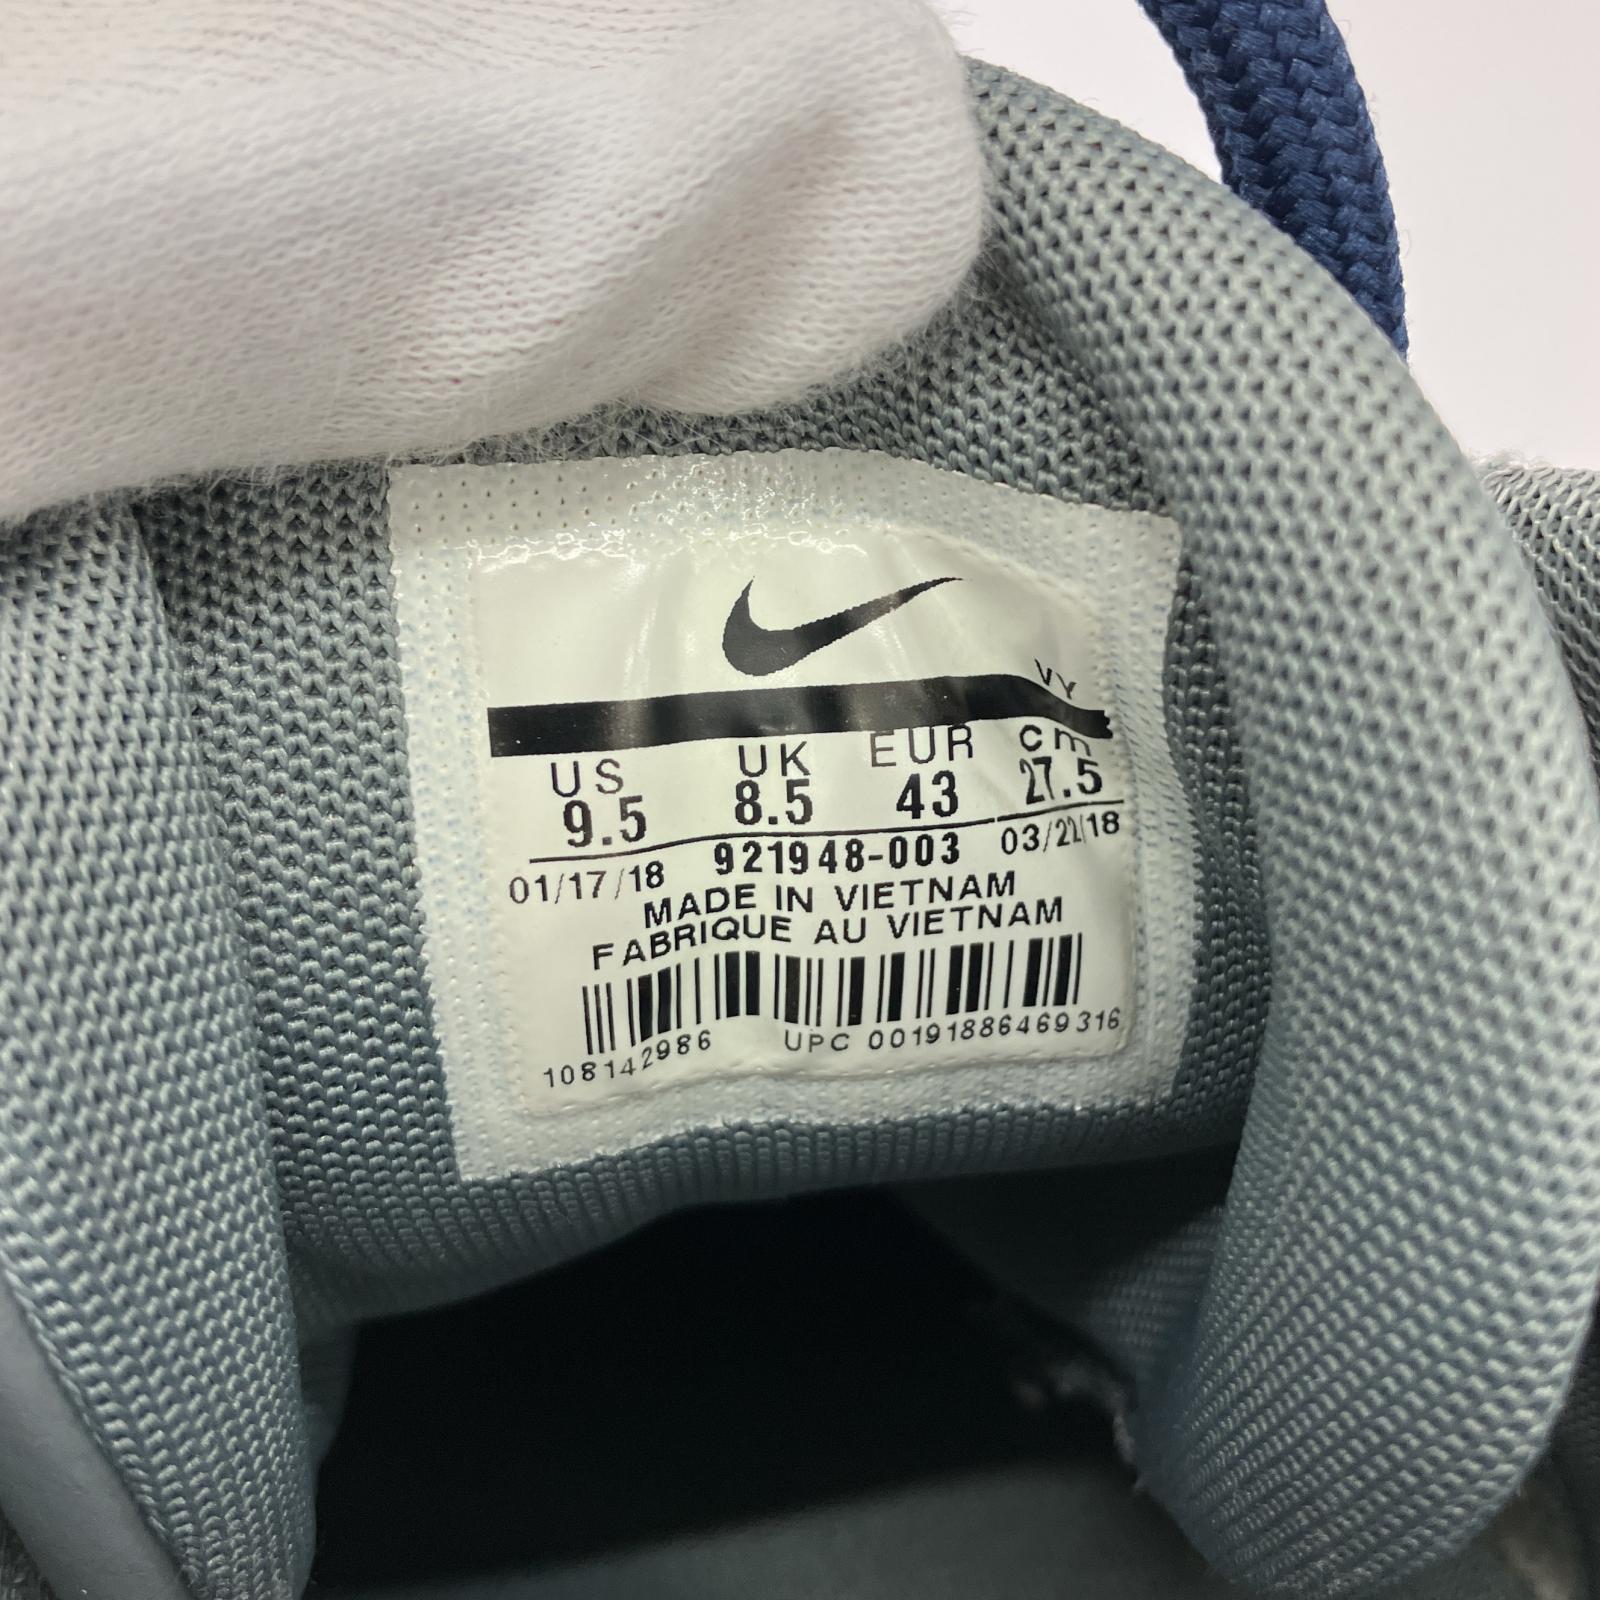 VY
US UK EUR cm
9.5 8.5 43 27.5
01/17/18 921948-003 03/22/18
MADE IN VIETNAM
FABRIQUE AU VIETNAM
108142986 UPC 00191886469316